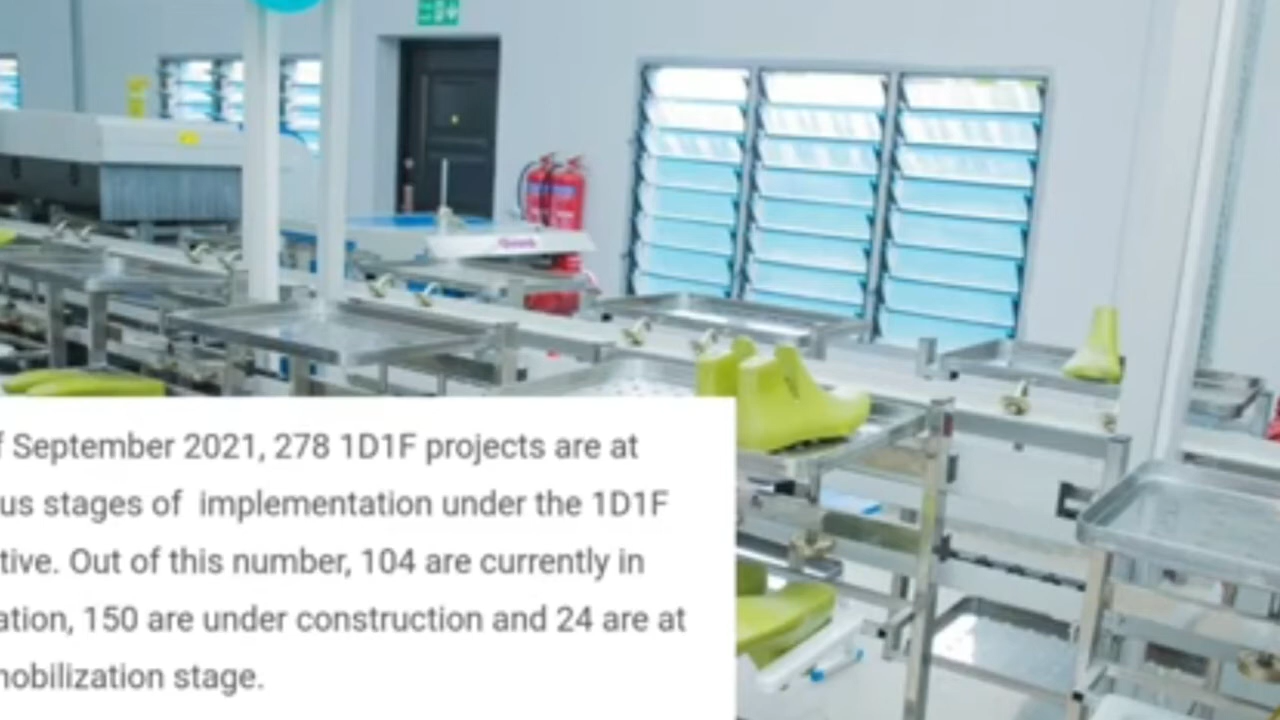 f September 2021, 278 1D1F projects are at
us stages of implementation under the 1D1F
tive. Out of this number, 104 are currently in
ation, 150 are under construction and 24 are at
nobilization stage.